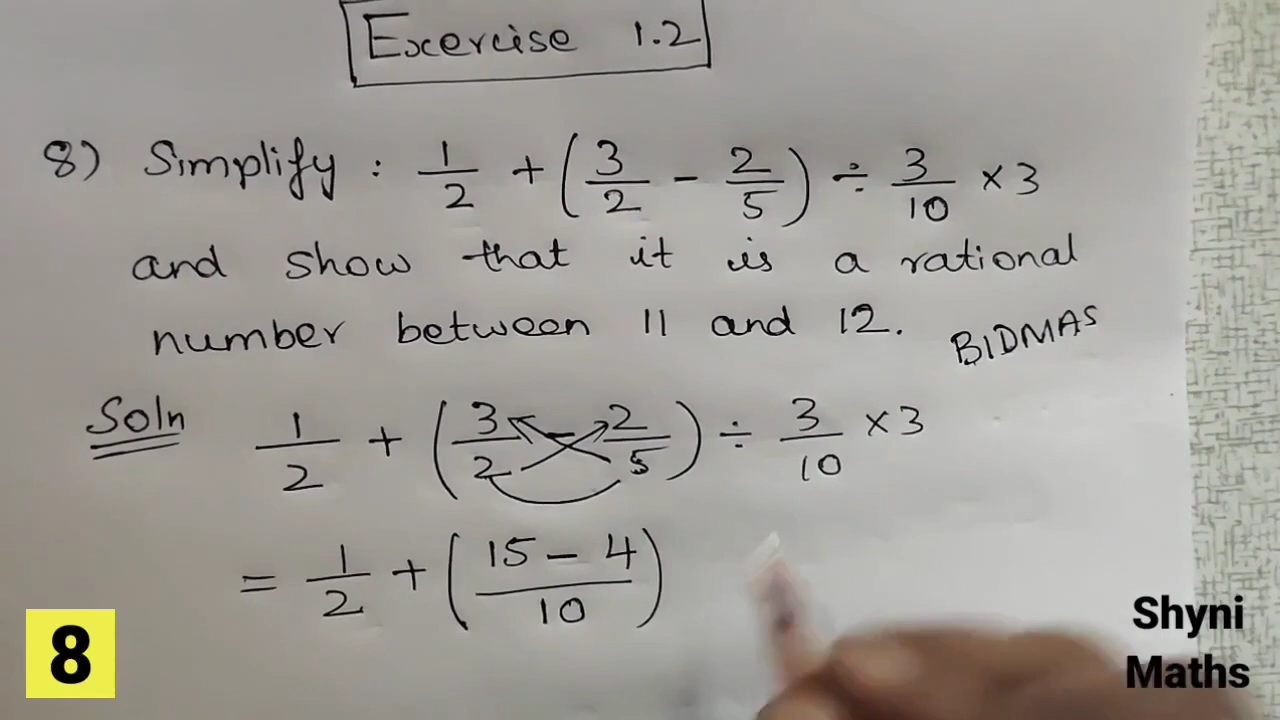 Exercise 1.2
8) Simplify : 1/2 + (3/2 - 2/5) ÷ 3/10 × 3
and show that it is a rational
number between 11 and 12.
BIDMAS
Soln 1/2 + (3/2 - 2/5) ÷ 3/10 × 3
= 1/2 + (15 - 4/10)
8
Shyni
Maths